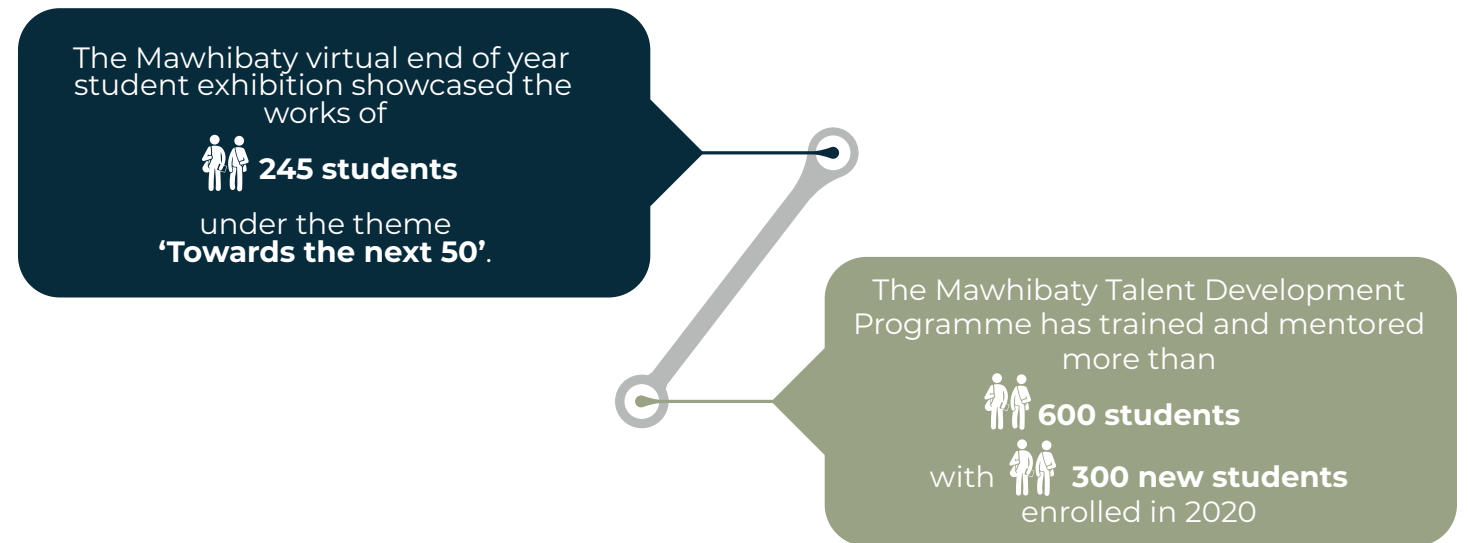 The Mawhibaty virtual end of year
student exhibition showcased the
works of
245 students
under the theme
‘Towards the next 50’.
The Mawhibaty Talent Development
Programme has trained and mentored
more than
600 students
with 300 new students
enrolled in 2020